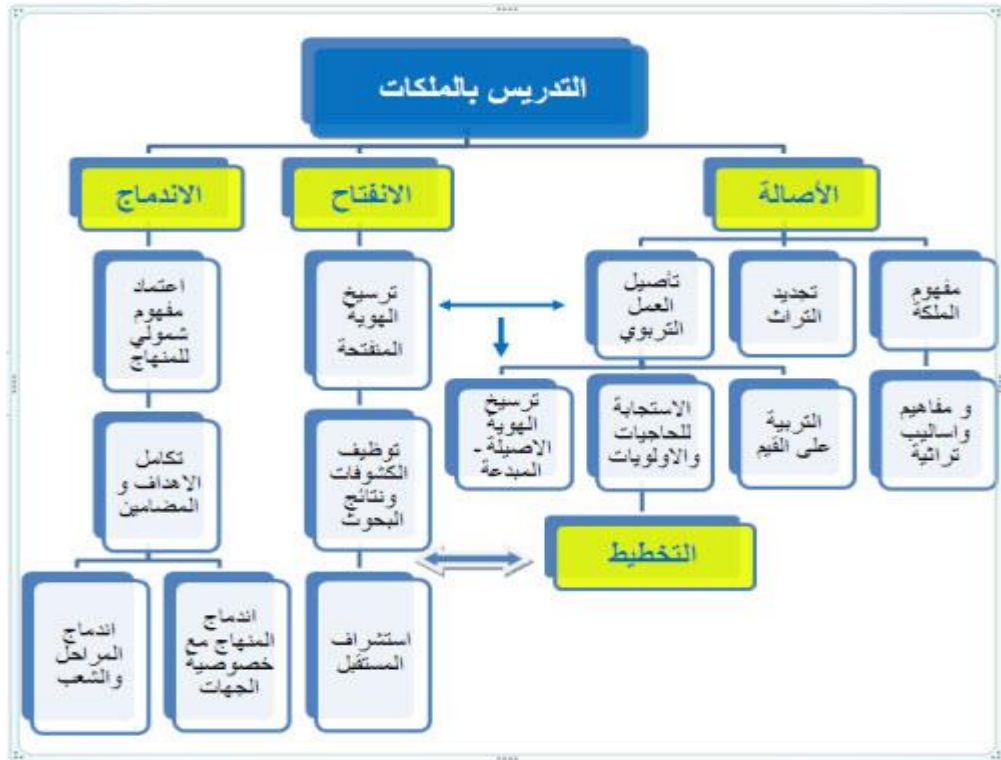 التدريس بالملكات
الأصالة
الانفتاح
الاندماج
مفهوم
الملكة
تجديد
التراث
تأصيل
العمل
التربوي
ترسيخ
الهوية
المنفتحة
اعتماد
مفهوم
شمولي
للمنهاج
و مفاهيم
واساليب
تراثية
التربية
على القيم
الاستجابة
للحاجيات
والاولويات
ترسيخ
الهوية
الاصيلة -
المبدعة
توظيف
الكشوفات
ونتائج
البحوث
تكامل
الاهداف و
المضامين
التخطيط
استشراف
المستقبل
اندماج
المنهاج مع
خصوصية
الجهات
اندماج
المراحل
والشعب